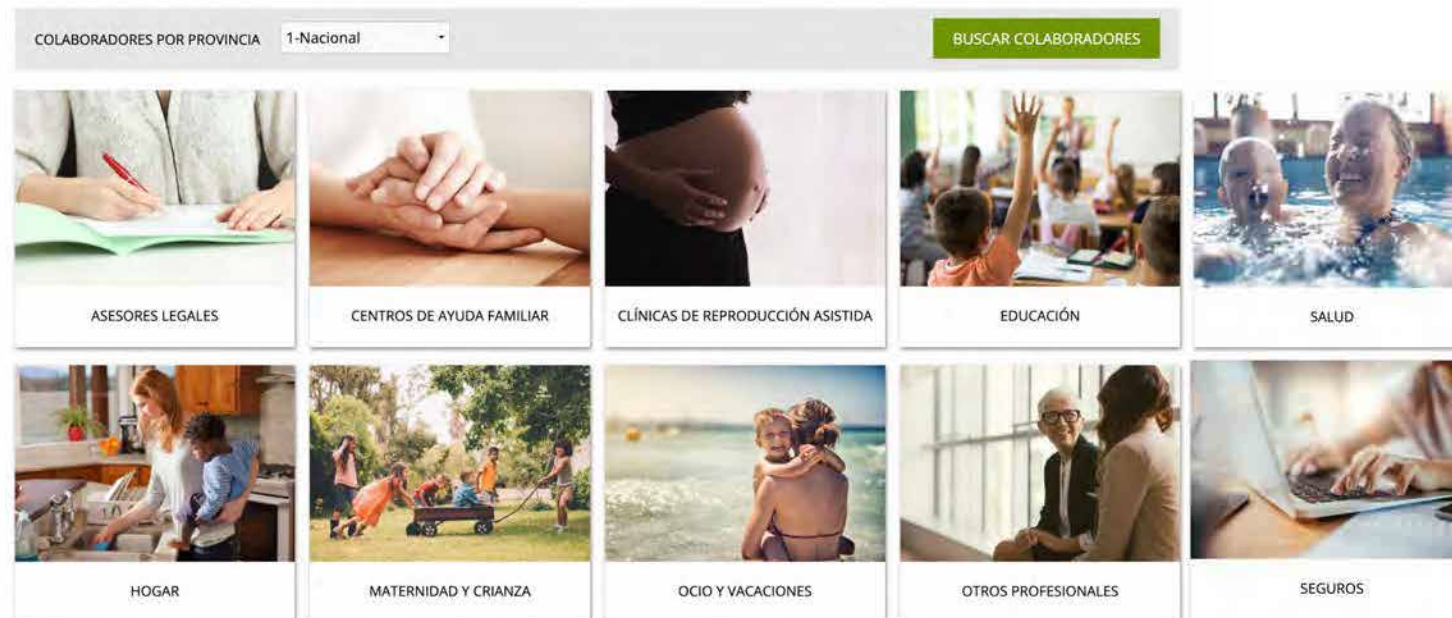 COLABORADORES POR PROVINCIA
1-Nacional
BUSCAR COLABORADORES
ASESORES LEGALES
CENTROS DE AYUDA FAMILIAR
CLÍNICAS DE REPRODUCCIÓN ASISTIDA
EDUCACIÓN
SALUD
HOGAR
MATERNIDAD Y CRIANZA
OCIO Y VACACIONES
OTROS PROFESIONALES
SEGUROS